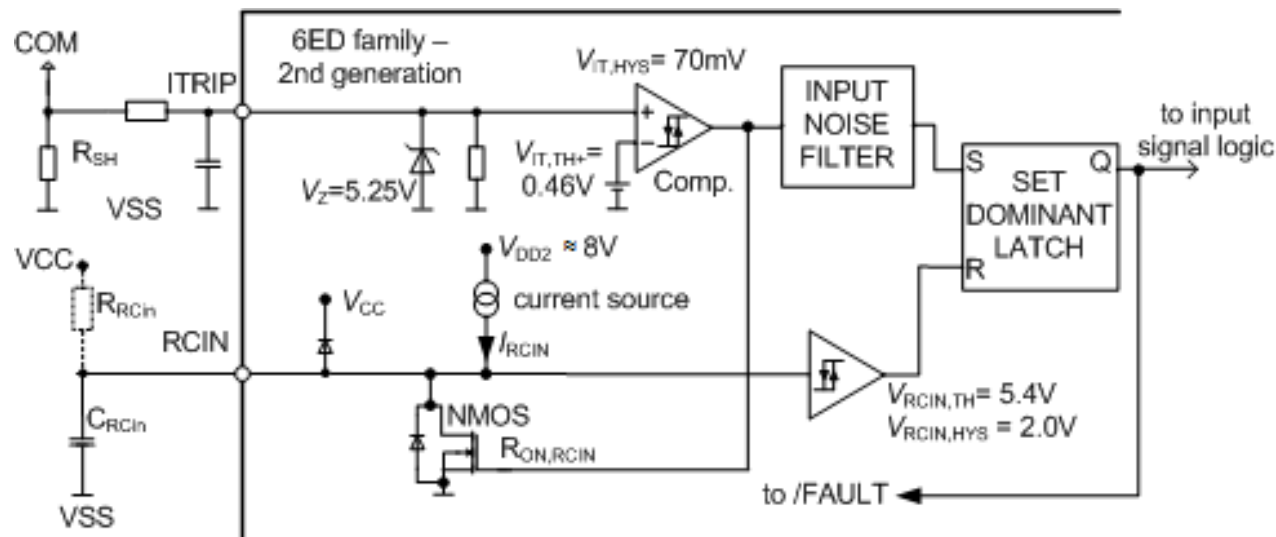 COM
6ED family –
2nd generation
ITRIP
VIT,HYS= 70mV
INPUT
NOISE
FILTER
to input
signal logic
RSH
VZ=5.25V
VIT,TH+=
0.46V
+
−
Comp.
VSS
S
Q
SET
DOMINANT
LATCH
R
VCC
VDD2 ≈ 8V
current source
RRCin
VCC
RCIN
IRCIN
CRCin
NMOS
RON,RCIN
VRCIN,TH= 5.4V
VRCIN,HYS = 2.0V
VSS
to /FAULT